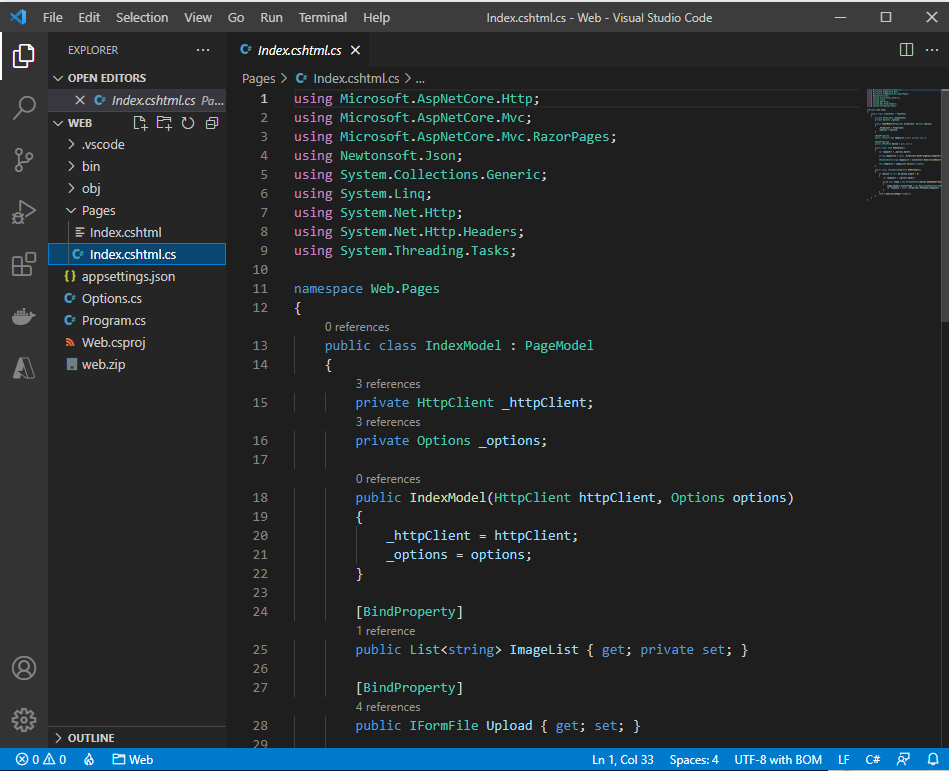 File Edit Selection View Go Run Terminal Help Index.cshtml.cs - Web - Visual Studio Code
EXPLORER
OPEN EDITORS
Index.cshtml.cs Pa...
WEB
.vscode
bin
obj
Pages
Index.cshtml
Index.cshtml.cs
appsettings.json
Options.cs
Program.cs
Web.csproj
web.zip
OUTLINE
Index.cshtml.cs
Pages > Index.cshtml.cs > ...
1 using Microsoft.AspNetCore.Http;
2 using Microsoft.AspNetCore.Mvc;
3 using Microsoft.AspNetCore.Mvc.RazorPages;
4 using Newtonsoft.Json;
5 using System.Collections.Generic;
6 using System.Linq;
7 using System.Net.Http;
8 using System.Net.Http.Headers;
9 using System.Threading.Tasks;
10
11 namespace Web.Pages
12 {
0 references
13 public class IndexModel : PageModel
14 {
3 references
15 private HttpClient _httpClient;
3 references
16 private Options _options;
17
0 references
18 public IndexModel(HttpClient httpClient, Options options)
19 {
20 _httpClient = httpClient;
21 _options = options;
22 }
23
24 [BindProperty]
1 reference
25 public List<string> ImageList { get; private set; }
26
27 [BindProperty]
4 references
28 public IFormFile Upload { get; set; }
29
0 0 Web Ln 1, Col 33 Spaces: 4 UTF-8 with BOM LF C#